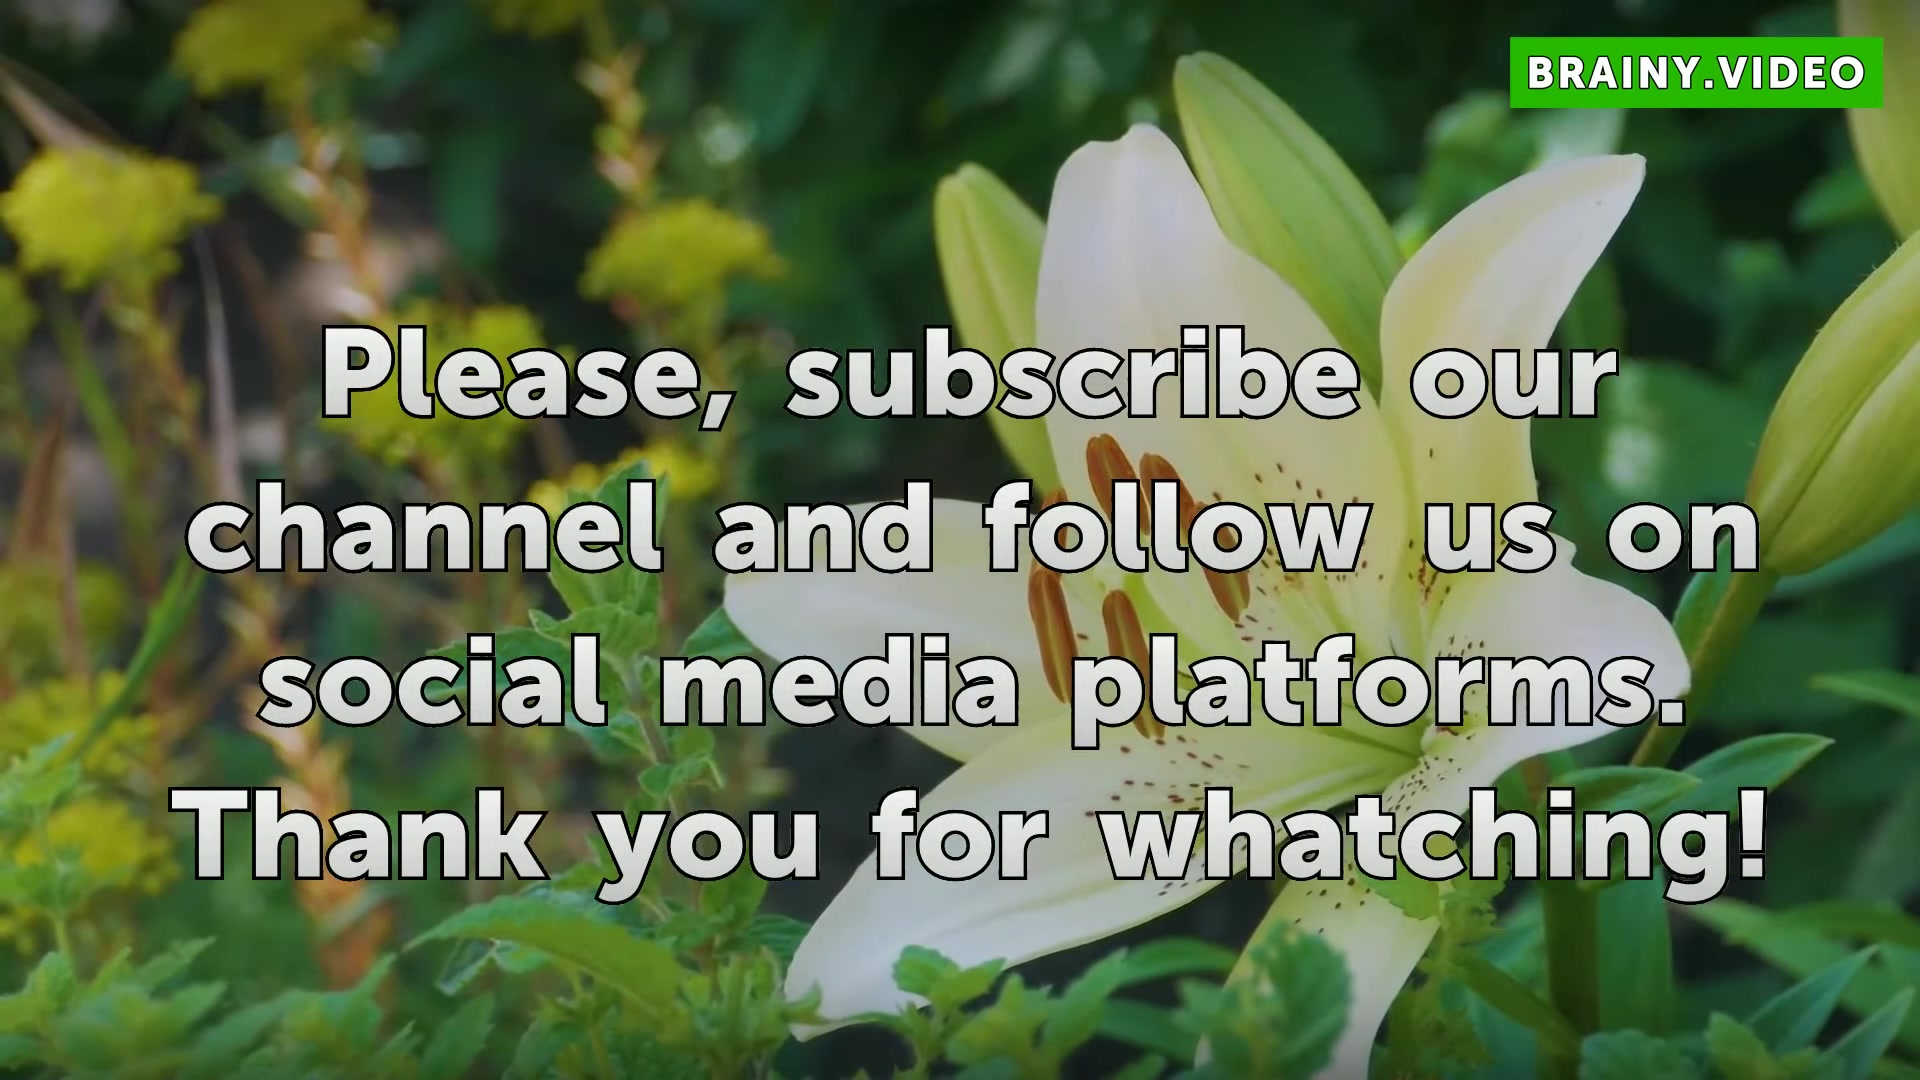 BRAINY.VIDEO
Please, subscribe our
channel and follow us on
social media platforms.
Thank you for whatching!